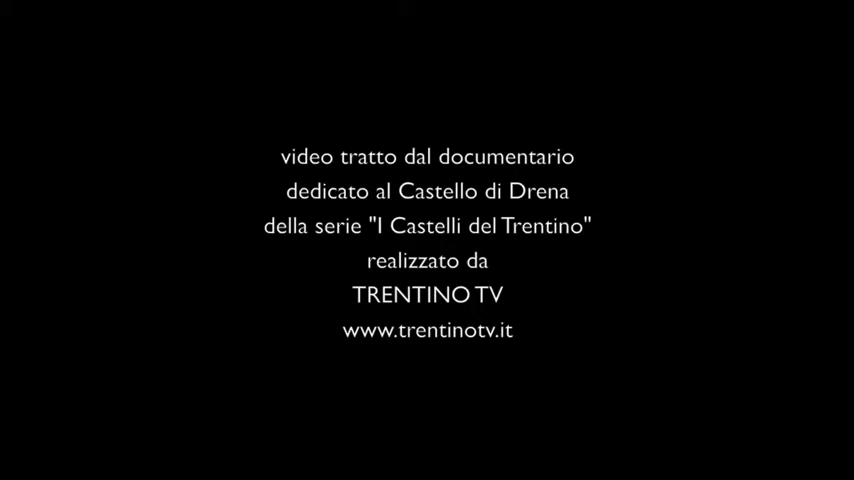 video tratto dal documentario
dedicato al Castello di Drena
della serie "I Castelli del Trentino"
realizzato da
TRENTINO TV
www.trentinotv.it